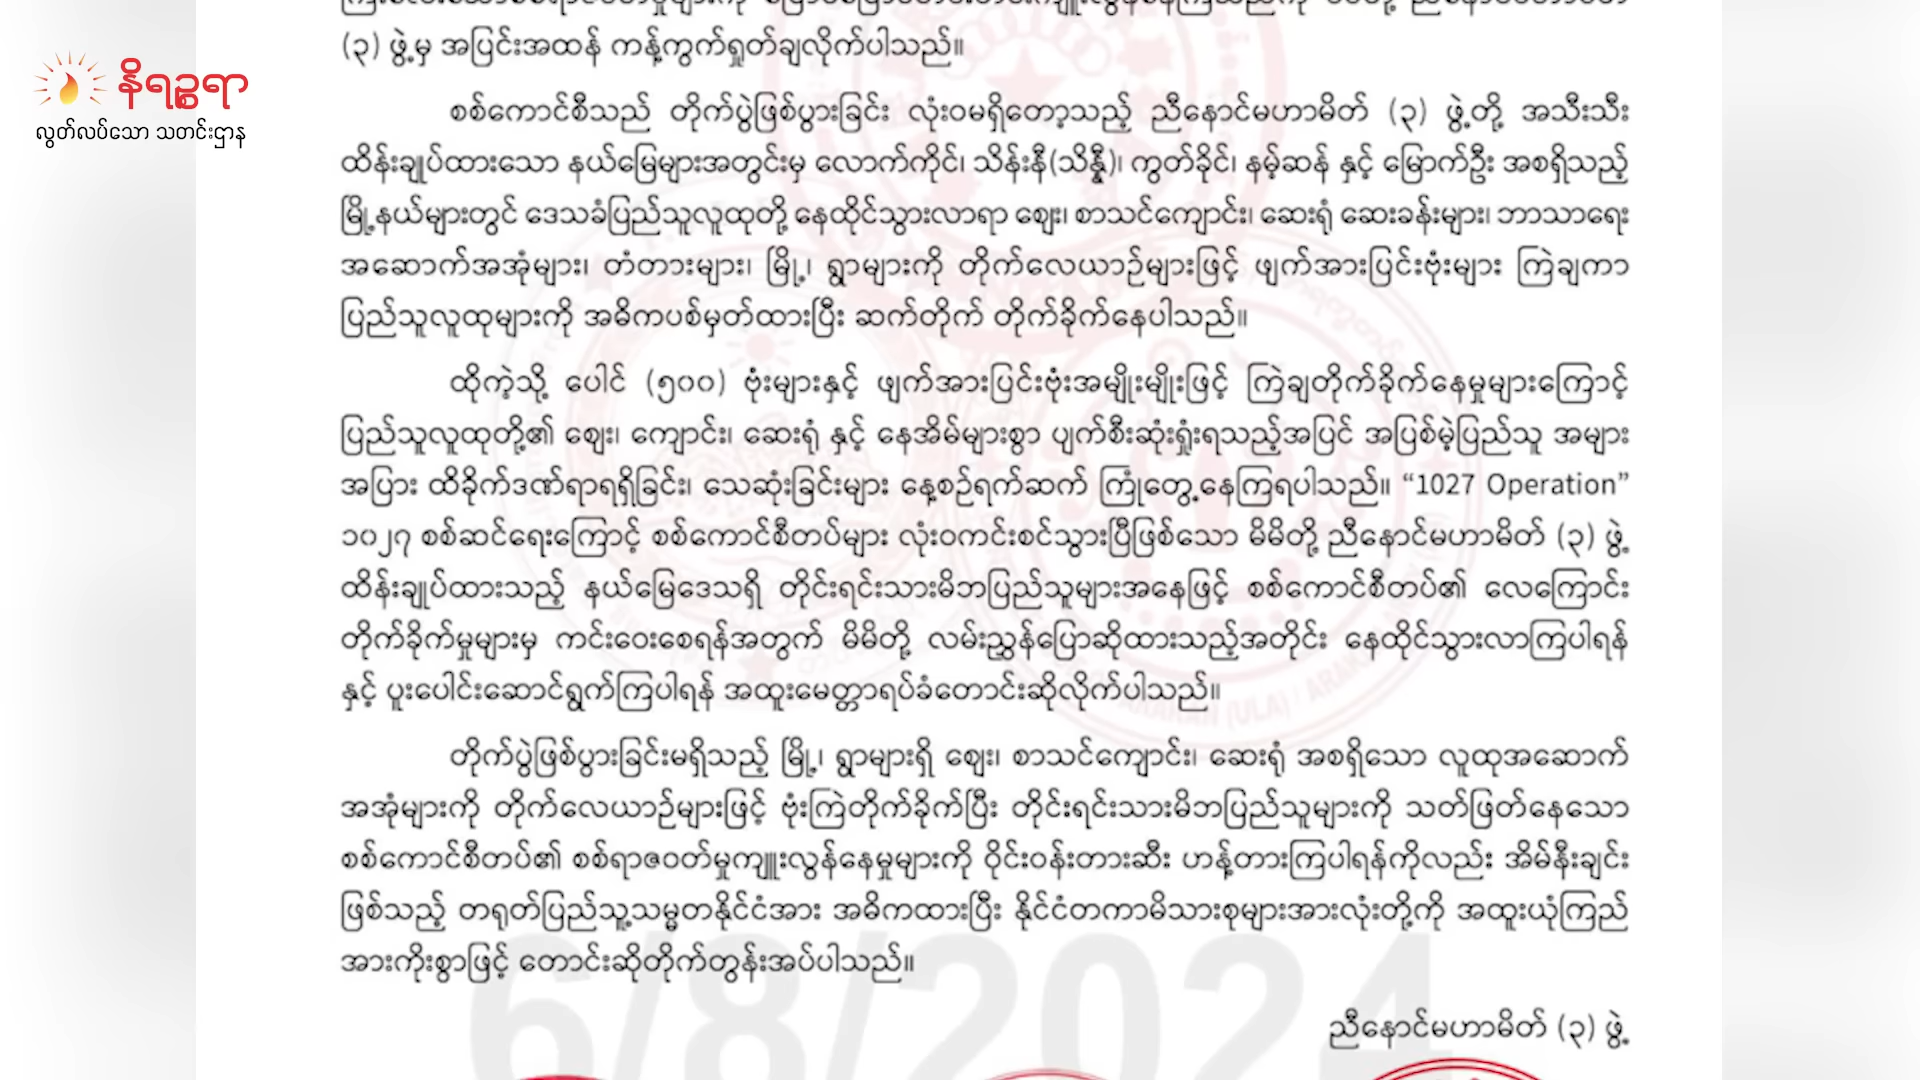 နိရဉ္စရာ
လွတ်လပ်သော သတင်းဌာန
(၃) ဖွဲ့မှ အပြင်းအထန် ကန့်ကွက်ရှုတ်ချလိုက်ပါသည်။
စစ်ကောင်စီသည် တိုက်ပွဲဖြစ်ပွားခြင်း လုံးဝမရှိတော့သည့် ညီနောင်မဟာမိတ် (၃) ဖွဲ့တို့ အသီးသီး
ထိန်းချုပ်ထားသော နယ်မြေများအတွင်းမှ လောက်ကိုင်၊ သိန်းနီ(သိန္နီ)၊ ကွတ်ခိုင်၊ နမ့်ဆန် နှင့် မြောက်ဦး အစရှိသည့်
မြို့နယ်များတွင် ဒေသခံပြည်သူလူထုတို့ နေထိုင်သွားလာရာ ဈေး၊ စာသင်ကျောင်း၊ ဆေးရုံ ဆေးခန်းများ၊ ဘာသာရေး
အဆောက်အအုံများ၊ တံတားများ၊ မြို့၊ ရွာများကို တိုက်လေယာဉ်များဖြင့် ဖျက်အားပြင်းဗုံးများ ကြဲချကာ
ပြည်သူလူထုများကို အဓိကပစ်မှတ်ထားပြီး ဆက်တိုက် တိုက်ခိုက်နေပါသည်။
ထိုကဲ့သို့ ပေါင် (၅၀၀) ဗုံးများနှင့် ဖျက်အားပြင်းဗုံးအမျိုးမျိုးဖြင့် ကြဲချတိုက်ခိုက်နေမှုများကြောင့်
ပြည်သူလူထုတို့၏ ဈေး၊ ကျောင်း၊ ဆေးရုံ နှင့် နေအိမ်များစွာ ပျက်စီးဆုံးရှုံးရသည့်အပြင် အပြစ်မဲ့ပြည်သူ အများ
အပြား ထိခိုက်ဒဏ်ရာရရှိခြင်း၊ သေဆုံးခြင်းများ နေ့စဉ်ရက်ဆက် ကြုံတွေ့နေကြရပါသည်။ “1027 Operation”
၁၀၂၇ စစ်ဆင်ရေးကြောင့် စစ်ကောင်စီတပ်များ လုံးဝကင်းစင်သွားပြီဖြစ်သော မိမိတို့ ညီနောင်မဟာမိတ် (၃) ဖွဲ့
ထိန်းချုပ်ထားသည့် နယ်မြေဒေသရှိ တိုင်းရင်းသားမိဘပြည်သူများအနေဖြင့် စစ်ကောင်စီတပ်၏ လေကြောင်း
တိုက်ခိုက်မှုများမှ ကင်းဝေးစေရန်အတွက် မိမိတို့ လမ်းညွှန်ပြောဆိုထားသည့်အတိုင်း နေထိုင်သွားလာကြပါရန်
နှင့် ပူးပေါင်းဆောင်ရွက်ကြပါရန် အထူးမေတ္တာရပ်ခံတောင်းဆိုလိုက်ပါသည်။
တိုက်ပွဲဖြစ်ပွားခြင်းမရှိသည့် မြို့၊ ရွာများရှိ ဈေး၊ စာသင်ကျောင်း၊ ဆေးရုံ အစရှိသော လူထုအဆောက်
အအုံများကို တိုက်လေယာဉ်များဖြင့် ဗုံးကြဲတိုက်ခိုက်ပြီး တိုင်းရင်းသားမိဘပြည်သူများကို သတ်ဖြတ်နေသော
စစ်ကောင်စီတပ်၏ စစ်ရာဇဝတ်မှုကျူးလွန်နေမှုများကို ဝိုင်းဝန်းတားဆီး ဟန့်တားကြပါရန်ကိုလည်း အိမ်နီးချင်း
ဖြစ်သည့် တရုတ်ပြည်သူ့သမ္မတနိုင်ငံအား အဓိကထားပြီး နိုင်ငံတကာမိသားစုများအားလုံးတို့ကို အထူးယုံကြည်
အားကိုးစွာဖြင့် တောင်းဆိုတိုက်တွန်းအပ်ပါသည်။
6/8/2024
ညီနောင်မဟာမိတ် (၃) ဖွဲ့